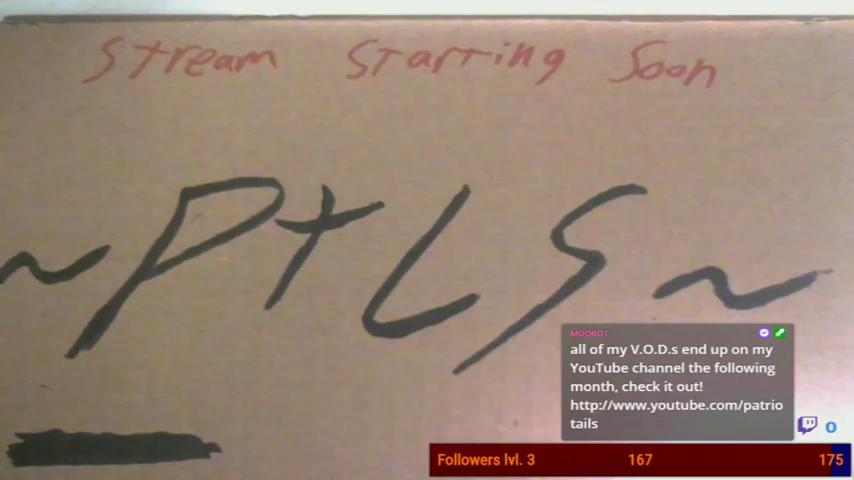 Stream Starting Soon
~PtLS~
MOOBOT
all of my V.O.D.s end up on my
YouTube channel the following
month, check it out!
http://www.youtube.com/patrio
tails
0
Followers lvl. 3 167 175